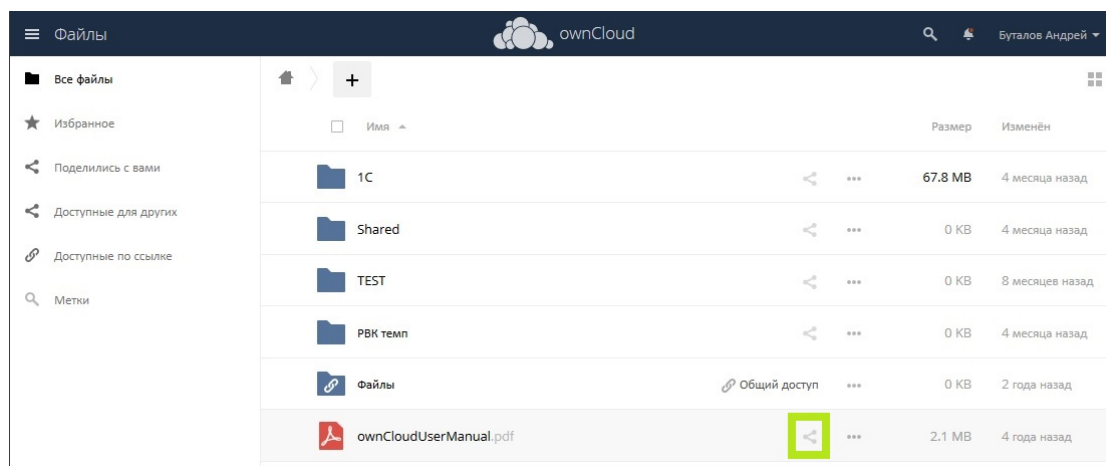 Файлы ownCloud Буталов Андрей
Все файлы
Избранное
Поделились с вами
Доступные для других
Доступные по ссылке
Метки
+
Имя Размер Изменён
1C 67.8 MB 4 месяца назад
Shared 0 KB 4 месяца назад
TEST 0 KB 8 месяцев назад
РВК темп 0 KB 4 месяца назад
Файлы Общий доступ 0 KB 2 года назад
ownCloudUserManual.pdf 2.1 MB 4 года назад